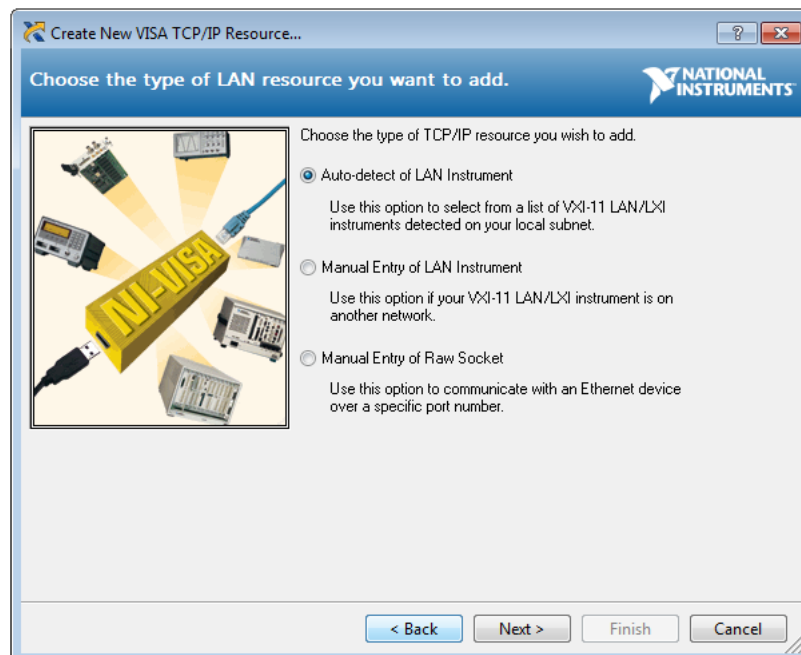 Create New VISA TCP/IP Resource...
Choose the type of LAN resource you want to add.
NATIONAL
INSTRUMENTS
Choose the type of TCP/IP resource you wish to add.
Auto-detect of LAN Instrument
Use this option to select from a list of VXI-11 LAN/LXI
instruments detected on your local subnet.
Manual Entry of LAN Instrument
Use this option if your VXI-11 LAN/LXI instrument is on
another network.
Manual Entry of Raw Socket
Use this option to communicate with an Ethernet device
over a specific port number.
NI-VISA
< Back
Next >
Finish
Cancel